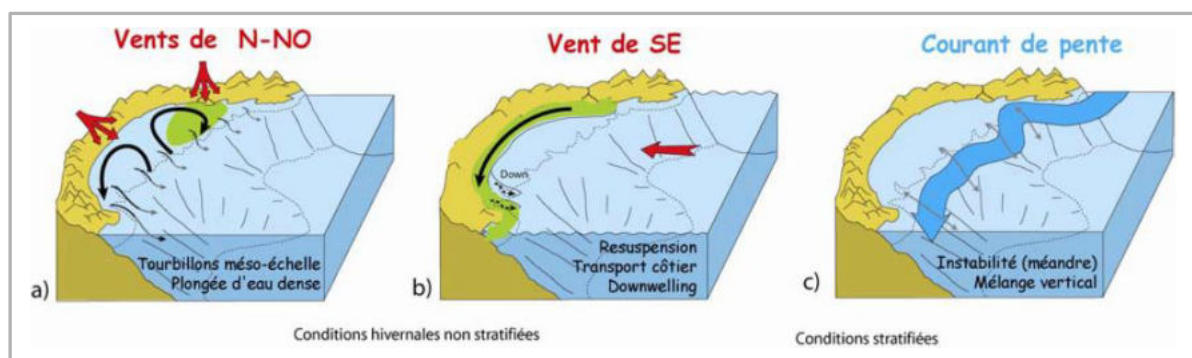 Vents de N-NO
Vent de SE
Courant de pente
Down
Tourbillons méso-échelle
Plongée d'eau dense
a)
Resuspension
Transport côtier
Downwelling
b)
Instabilité (méandre)
Mélange vertical
c)
Conditions hivernales non stratifiées
Conditions stratifiées